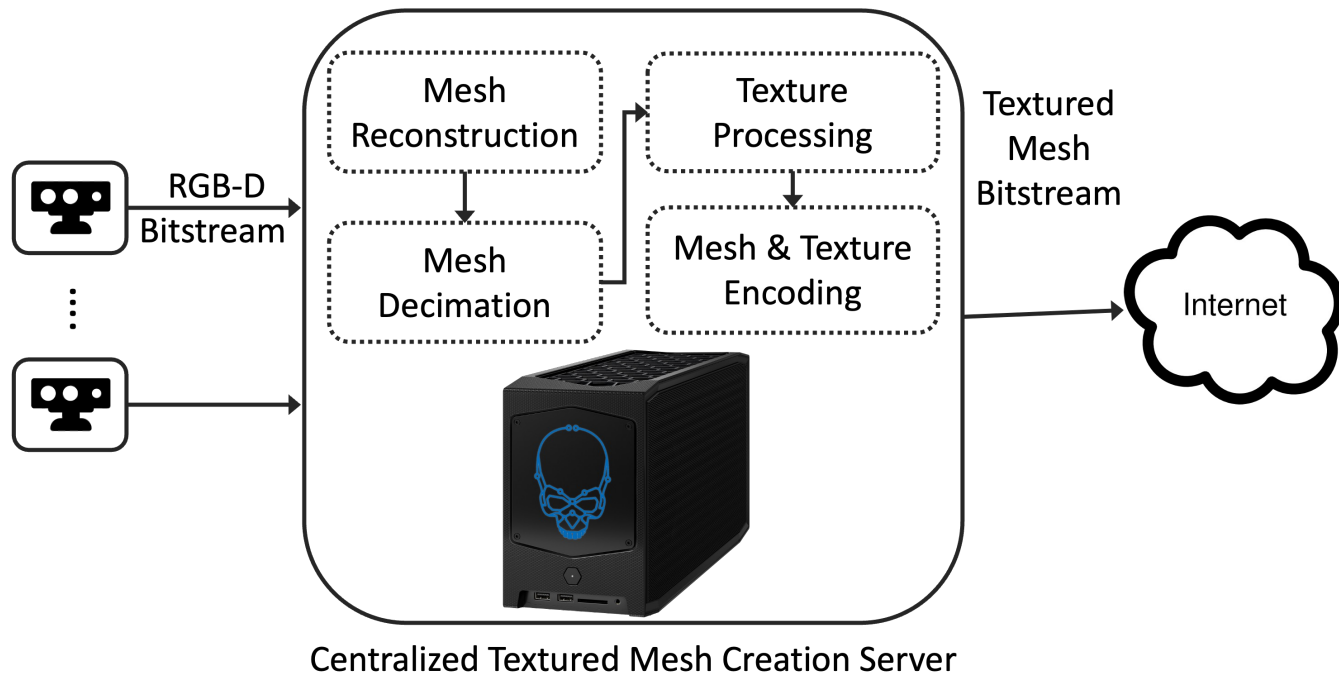 Mesh
Reconstruction
Texture
Processing
Textured
Mesh
Bitstream
RGB-D
Bitstream
Mesh
Decimation
Mesh & Texture
Encoding
Internet
Centralized Textured Mesh Creation Server